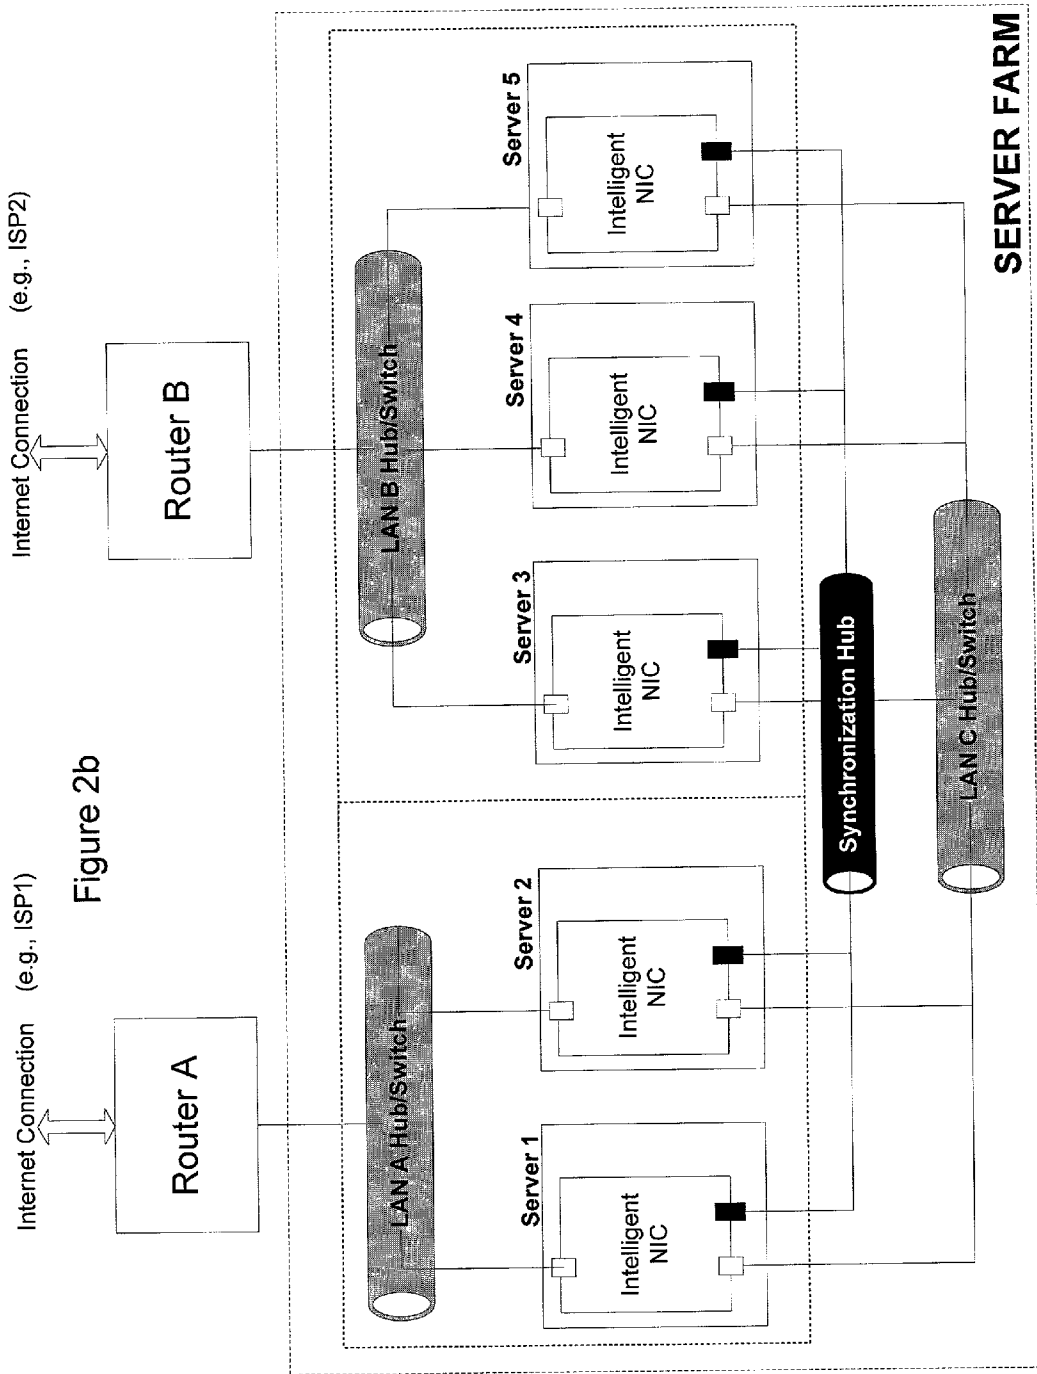 Internet Connection (e.g., ISP1)
Internet Connection (e.g., ISP2)
Figure 2b
Router A
Router B
LAN A Hub/Switch
LAN B Hub/Switch
Server 1
Server 2
Server 3
Server 4
Server 5
Intelligent
NIC
Intelligent
NIC
Intelligent
NIC
Intelligent
NIC
Intelligent
NIC
Synchronization Hub
LAN C Hub/Switch
SERVER FARM